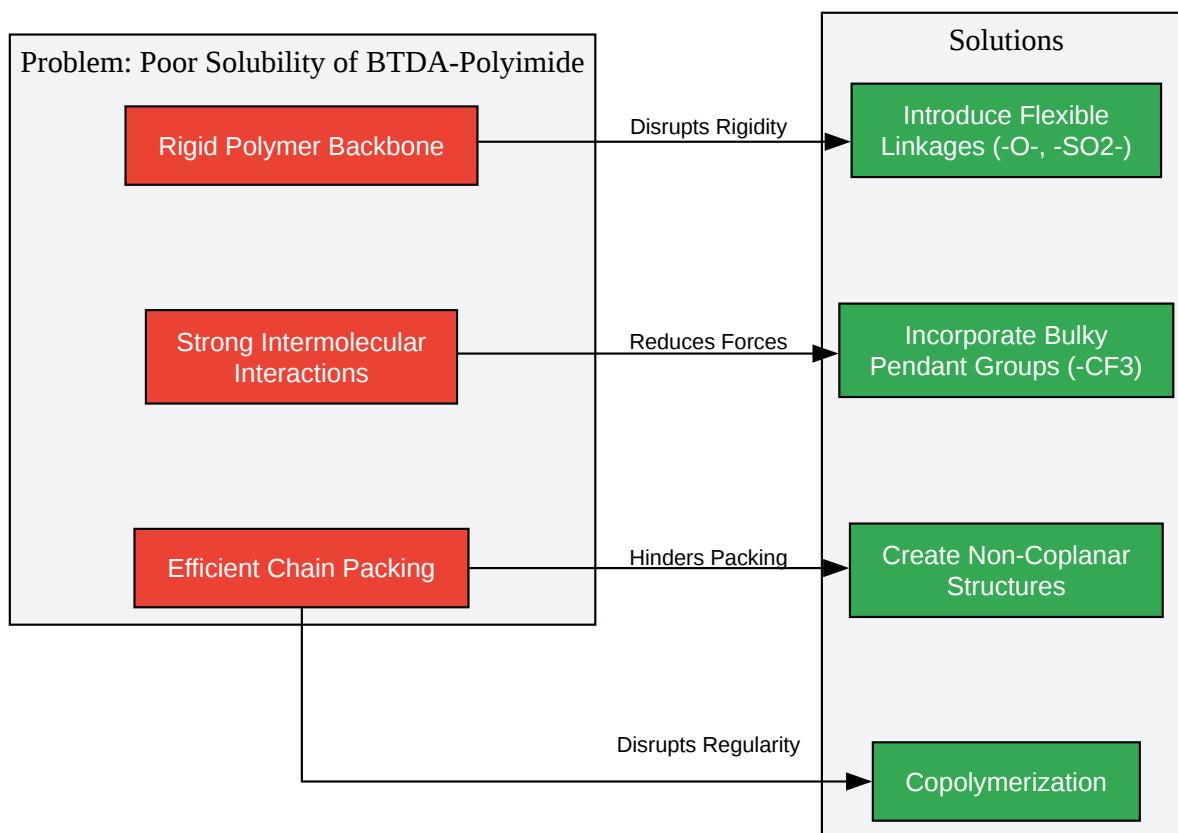 Problem: Poor Solubility of BTDA-Polyimide
Rigid Polymer Backbone
Strong Intermolecular
Interactions
Efficient Chain Packing
Disrupts Rigidity
Reduces Forces
Hinders Packing
Disrupts Regularity
Solutions
Introduce Flexible
Linkages (-O-, -SO2-)
Incorporate Bulky
Pendant Groups (-CF3)
Create Non-Coplanar
Structures
Copolymerization